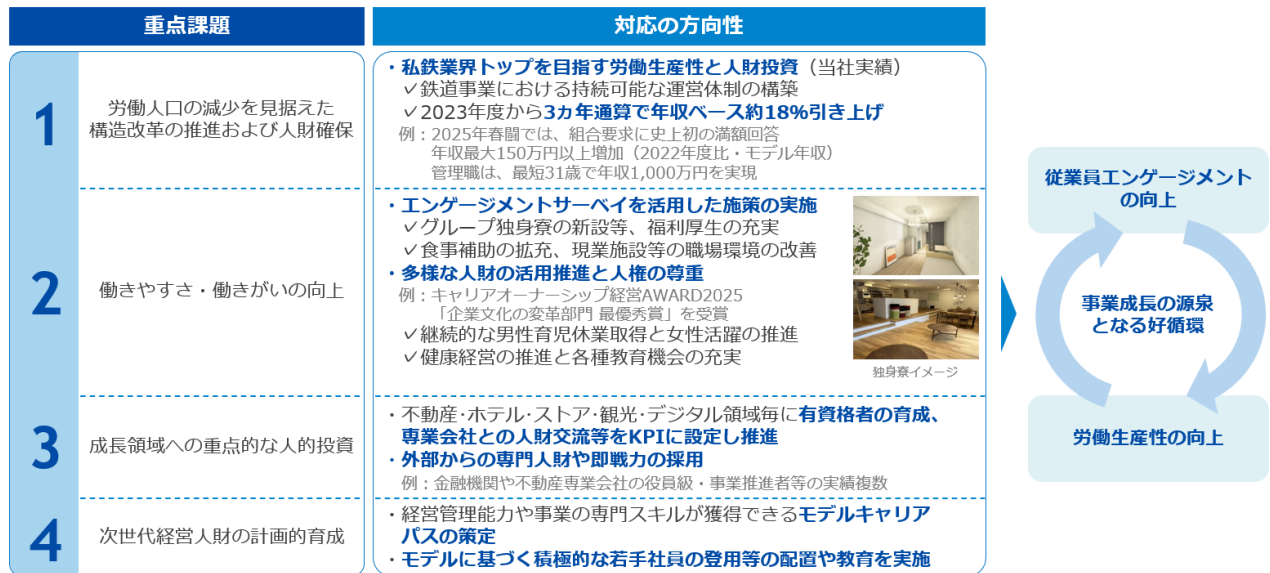 重点課題
対応の方向性
1
労働人口の減少を見据えた
構造改革の推進および人財確保
・私鉄業界トップを目指す労働生産性と人財投資（当社実績）
✓鉄道事業における持続可能な運営体制の構築
✓2023年度から3ヵ年通算で年収ベース約18%引き上げ
例：2025年春闘では、組合要求に史上初の満額回答
年収最大150万円以上増加（2022年度比・モデル年収）
管理職は、最短31歳で年収1,000万円を実現
2
働きやすさ・働きがいの向上
・エンゲージメントサーベイを活用した施策の実施
✓グループ独身寮の新設等、福利厚生の充実
✓食事補助の拡充、現業施設等の職場環境の改善
・多様な人財の活用推進と人権の尊重
例：キャリアオーナーシップ経営AWARD2025
「企業文化の変革部門 最優秀賞」を受賞
✓継続的な男性育児休業取得と女性活躍の推進
✓健康経営の推進と各種教育機会の充実
独身寮イメージ
3
成長領域への重点的な人的投資
・不動産・ホテル・ストア・観光・デジタル領域毎に有資格者の育成、
専業会社との人財交流等をKPIに設定し推進
・外部からの専門人財や即戦力の採用
例：金融機関や不動産専業会社の役員級・事業推進者等の実績複数
4
次世代経営人財の計画的育成
・経営管理能力や事業の専門スキルが獲得できるモデルキャリア
パスの策定
・モデルに基づく積極的な若手社員の登用等の配置や教育を実施
従業員エンゲージメント
の向上
事業成長の源泉
となる好循環
労働生産性の向上